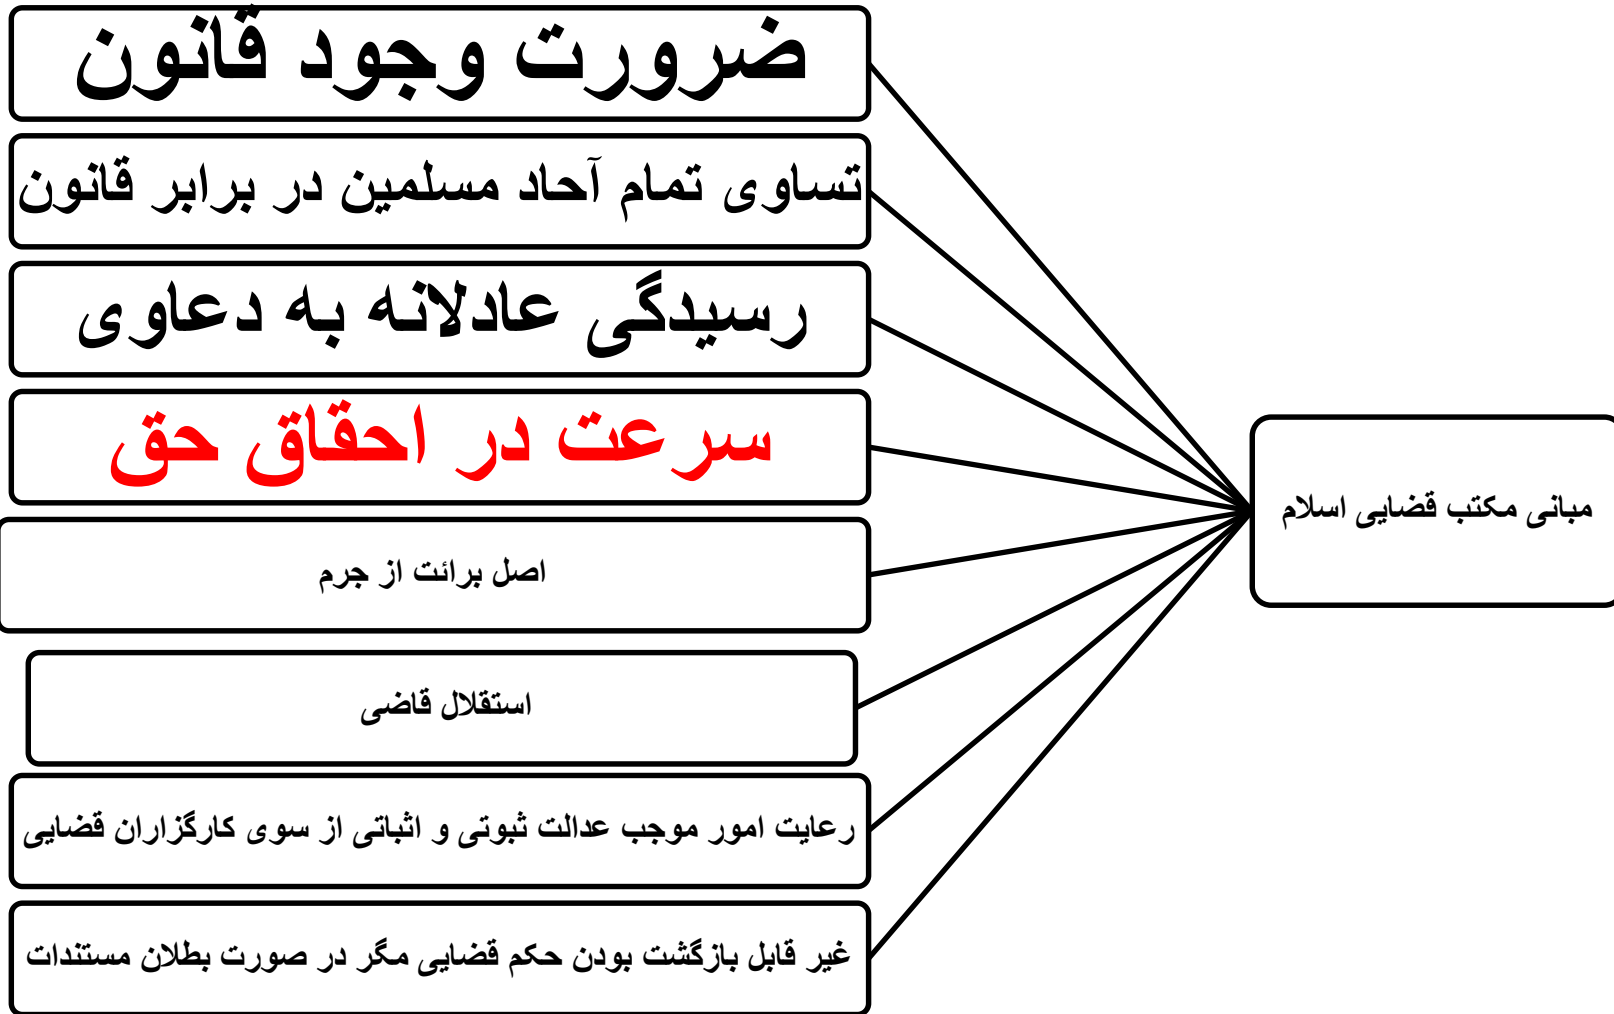 مبانی مکتب قضایی اسلام
ضرورت وجود قانون
تساوی تمام آحاد مسلمین در برابر قانون
رسیدگی عادلانه به دعاوی
سرعت در احقاق حق
اصل برائت از جرم
استقلال قاضی
رعایت امور موجب عدالت ثبوتی و اثباتی از سوی کارگزاران قضایی
غیر قابل بازگشت بودن حکم قضایی مگر در صورت بطلان مستندات